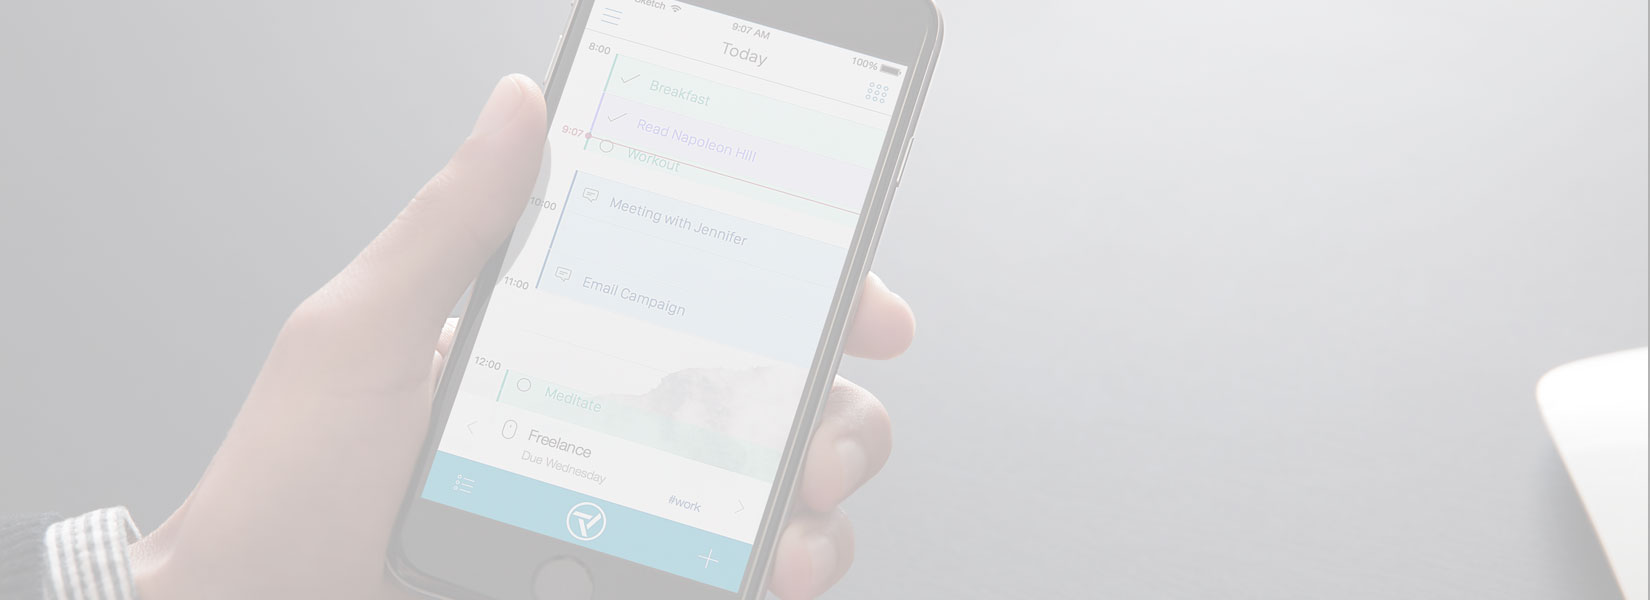 Sketch
9:07 AM
100%
Today
8:00
Breakfast
Read Napoleon Hill
9:07
Workout
10:00
Meeting with Jennifer
11:00
Email Campaign
12:00
Meditate
Freelance
Due Wednesday
#work